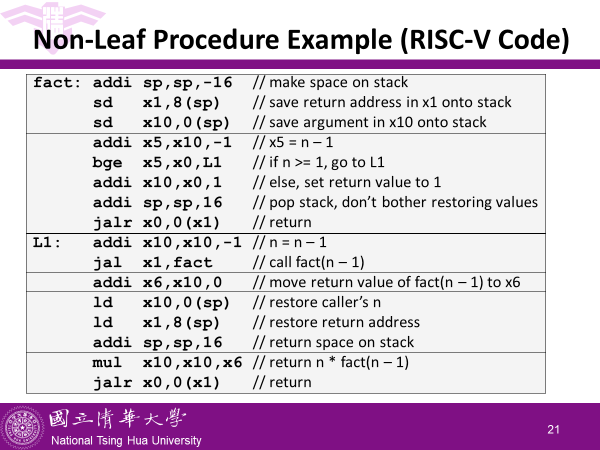 Non-Leaf Procedure Example (RISC-V Code)
fact: addi sp,sp,-16 // make space on stack
sd x1,8(sp) // save return address in x1 onto stack
sd x10,0(sp) // save argument in x10 onto stack
addi x5,x10,-1 // x5 = n – 1
bge x5,x0,L1 // if n >= 1, go to L1
addi x10,x0,1 // else, set return value to 1
addi sp,sp,16 // pop stack, don’t bother restoring values
jalr x0,0(x1) // return
L1: addi x10,x10,-1 // n = n – 1
jal x1,fact // call fact(n – 1)
addi x6,x10,0 // move return value of fact(n – 1) to x6
ld x10,0(sp) // restore caller’s n
ld x1,8(sp) // restore return address
addi sp,sp,16 // return space on stack
mul x10,x10,x6 // return n * fact(n – 1)
jalr x0,0(x1) // return
國立清華大學
National Tsing Hua University
21